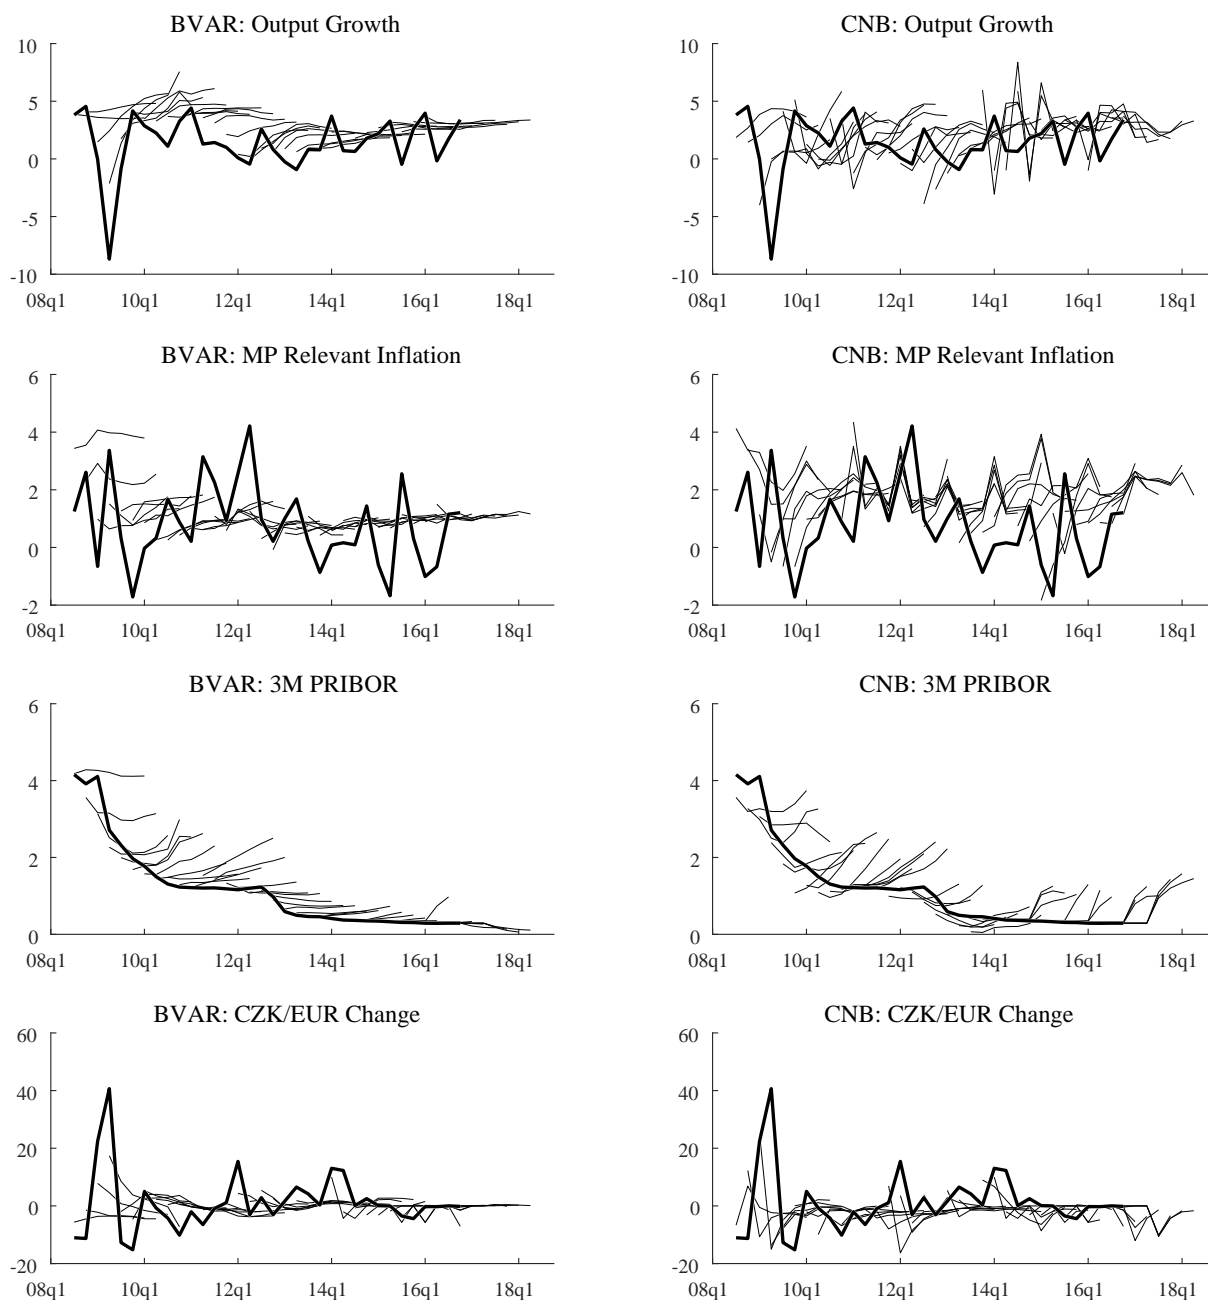 BVAR: Output Growth
10
5
0
-5
-10
08q1 10q1 12q1 14q1 16q1 18q1
CNB: Output Growth
10
5
0
-5
-10
08q1 10q1 12q1 14q1 16q1 18q1
BVAR: MP Relevant Inflation
6
4
2
0
-2
08q1 10q1 12q1 14q1 16q1 18q1
CNB: MP Relevant Inflation
6
4
2
0
-2
08q1 10q1 12q1 14q1 16q1 18q1
BVAR: 3M PRIBOR
6
4
2
0
08q1 10q1 12q1 14q1 16q1 18q1
CNB: 3M PRIBOR
6
4
2
0
08q1 10q1 12q1 14q1 16q1 18q1
BVAR: CZK/EUR Change
60
40
20
0
-20
08q1 10q1 12q1 14q1 16q1 18q1
CNB: CZK/EUR Change
60
40
20
0
-20
08q1 10q1 12q1 14q1 16q1 18q1